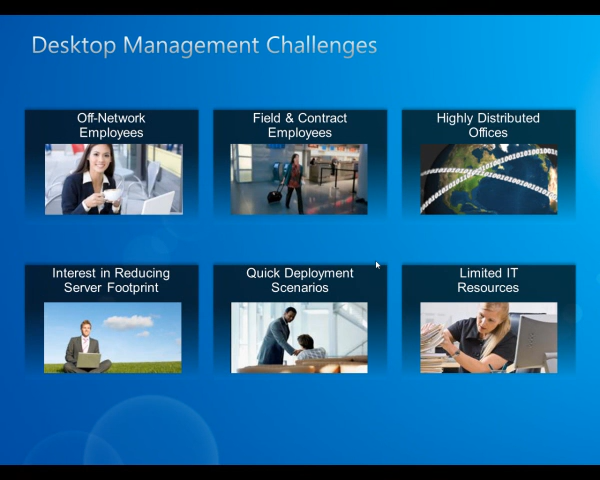 Desktop Management Challenges
Off-Network
Employees
Field & Contract
Employees
Highly Distributed
Offices
Interest in Reducing
Server Footprint
Quick Deployment
Scenarios
Limited IT
Resources